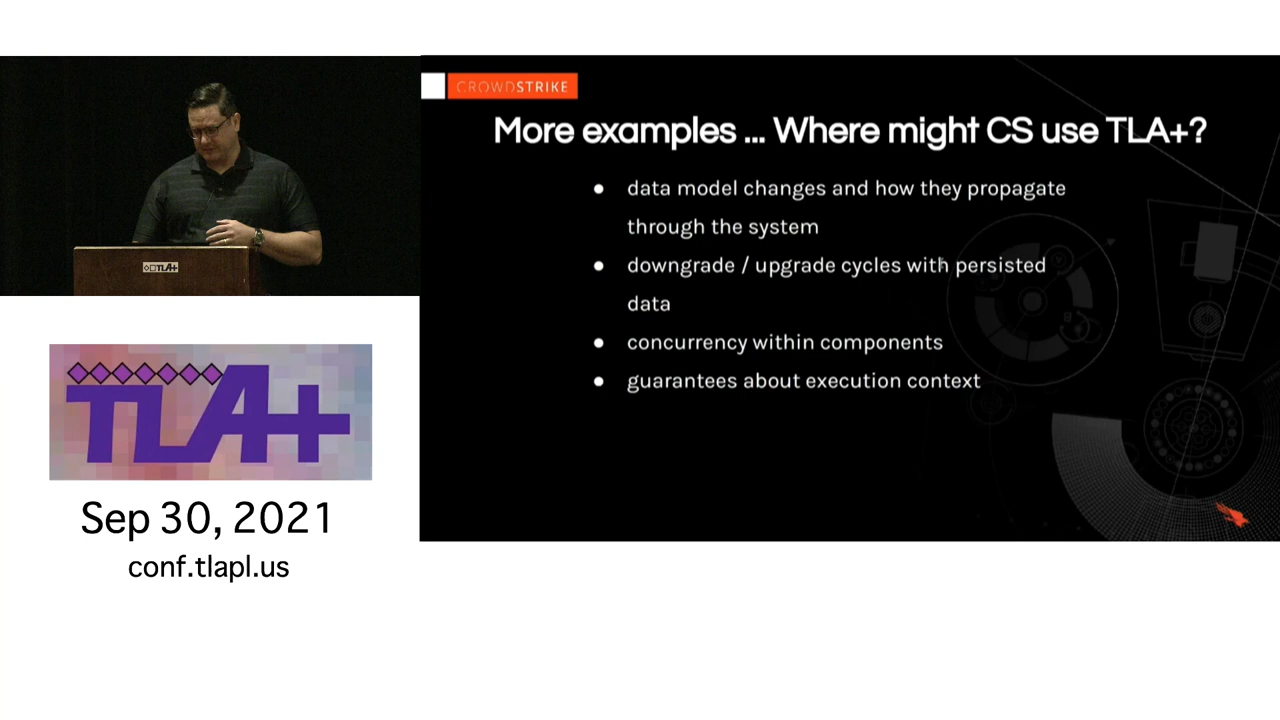 CROWDSTRIKE
More examples ... Where might CS use TLA+?
● data model changes and how they propagate
through the system
● downgrade / upgrade cycles with persisted
data
● concurrency within components
● guarantees about execution context
TLA+
TLA+
Sep 30, 2021
conf.tlapl.us